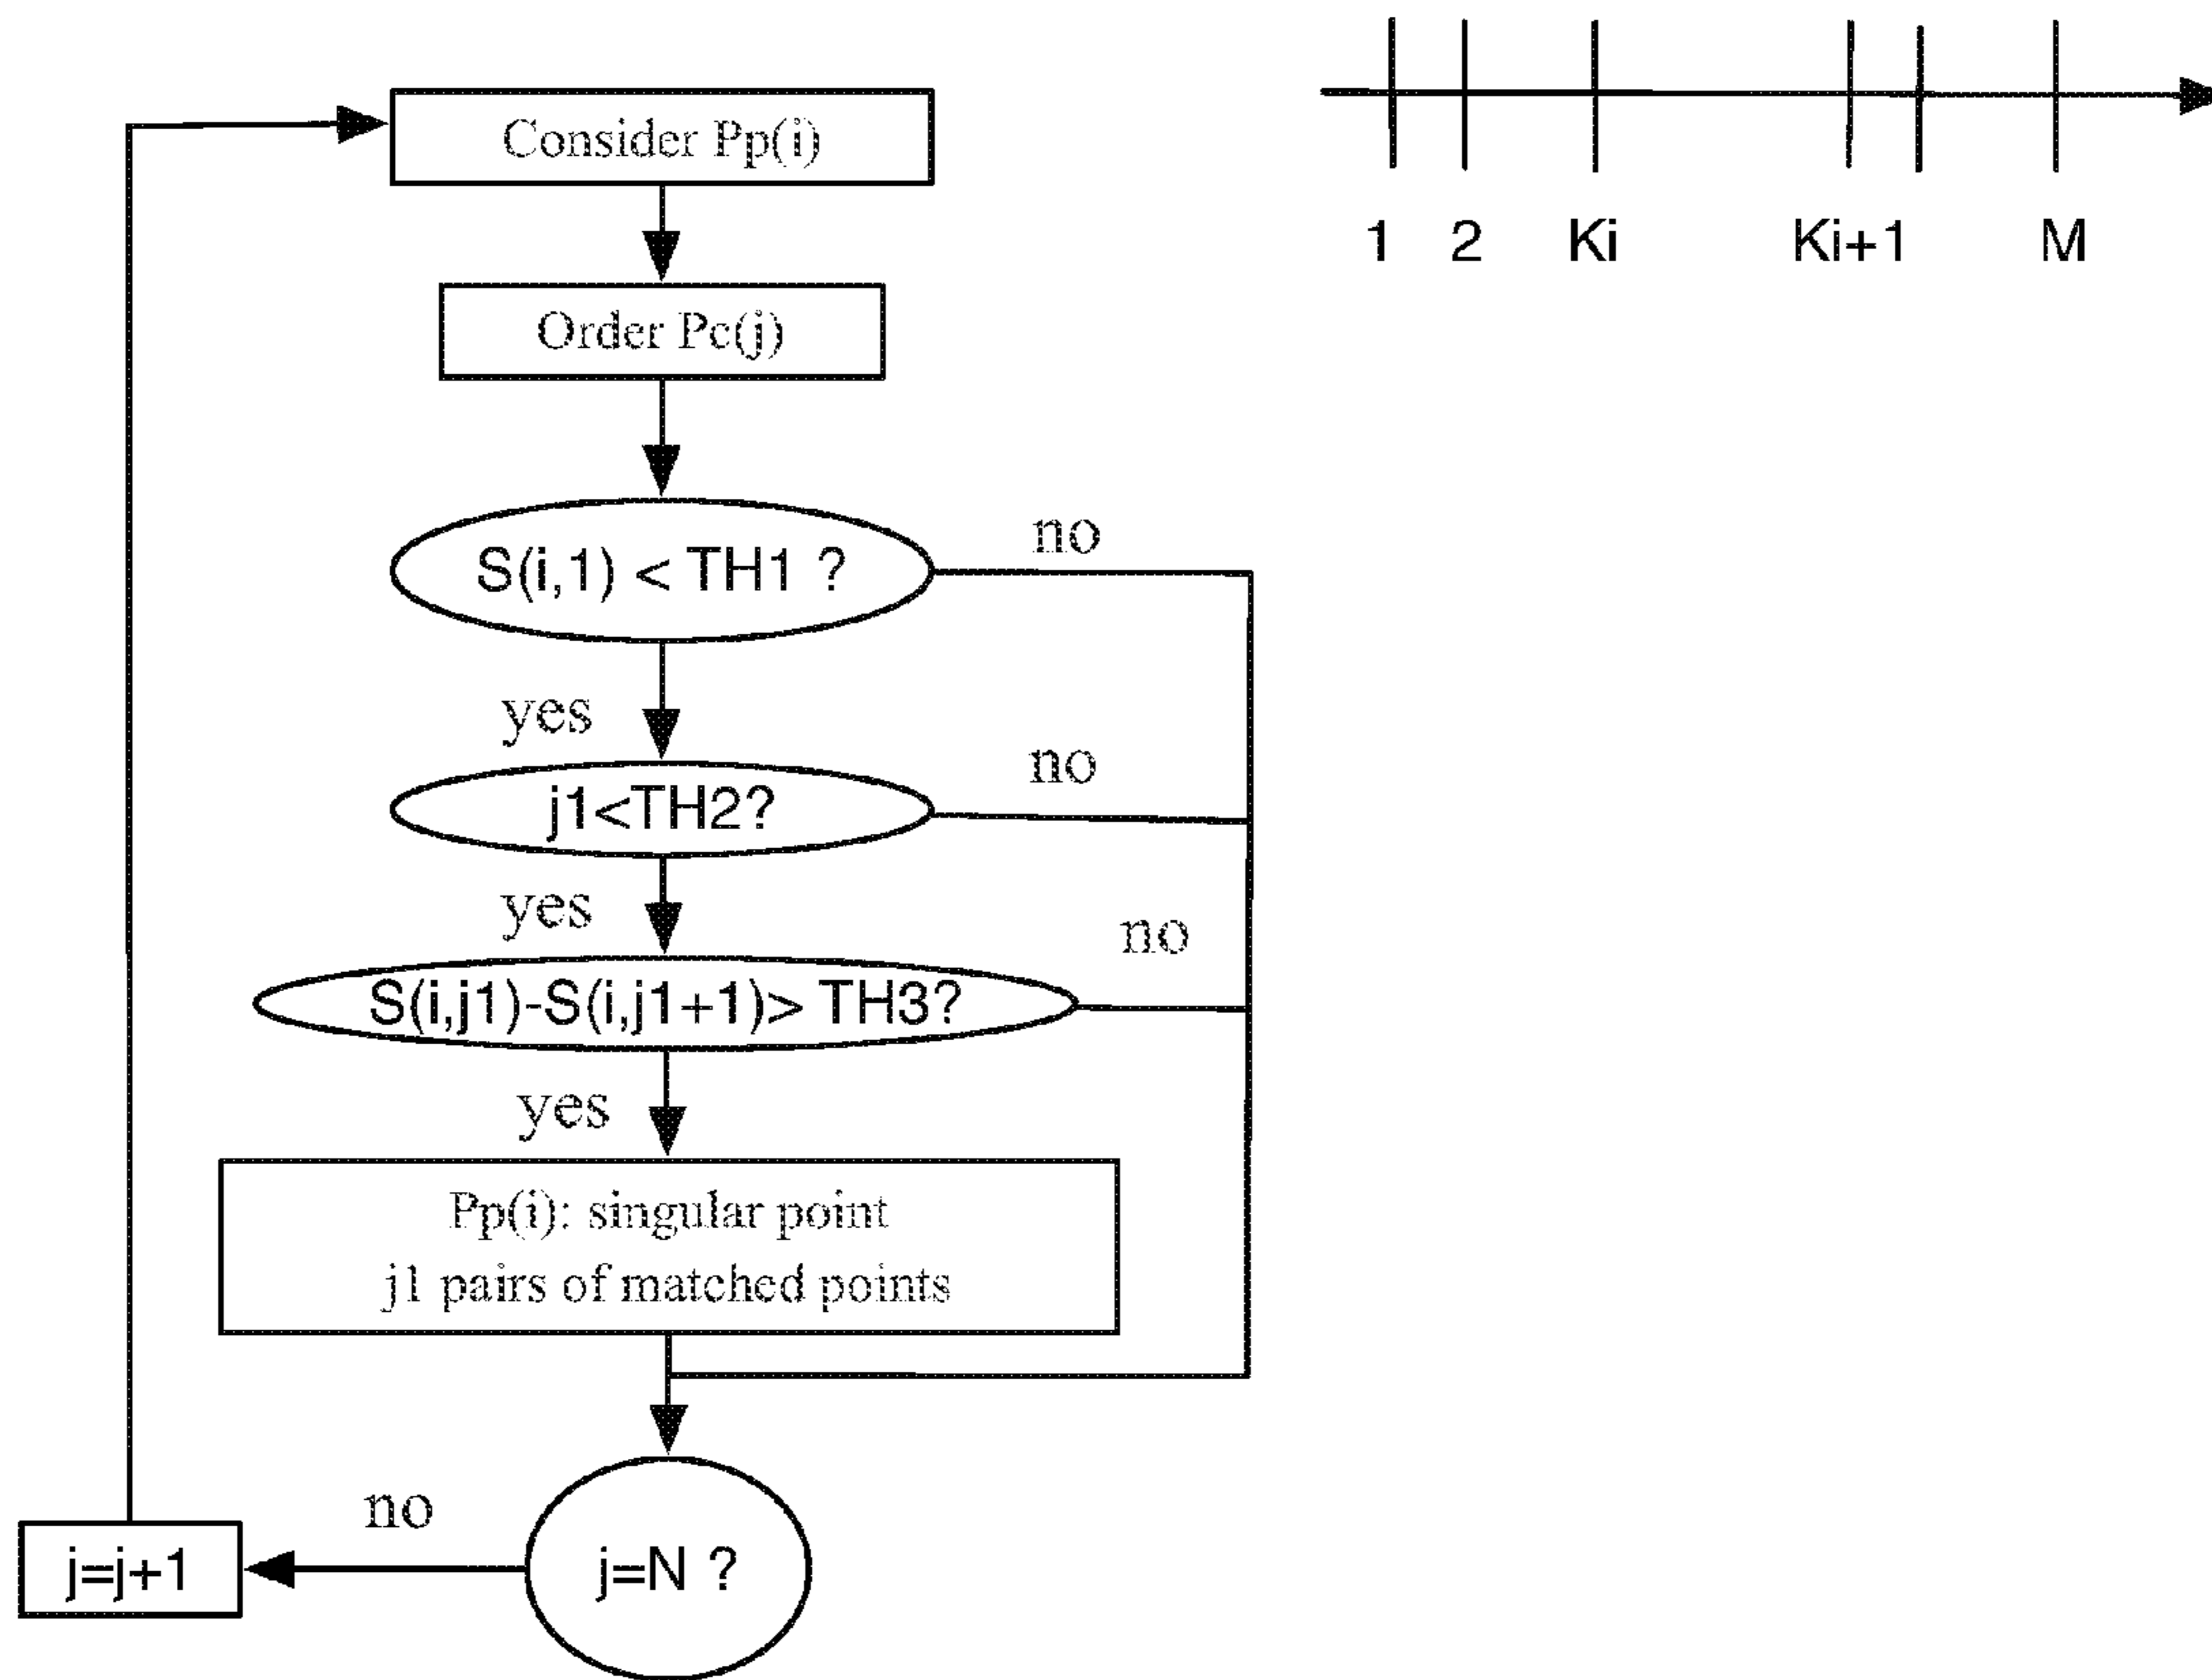 Consider Pp(i)
1 2 Ki Ki+1 M
Order Pc(j)
S(i,1) < TH1 ?
no
yes
j1<TH2?
no
yes
S(i,j1)-S(i,j1+1)> TH3?
no
yes
Pp(i): singular point
j1 pairs of matched points
j=N ?
no
j=j+1